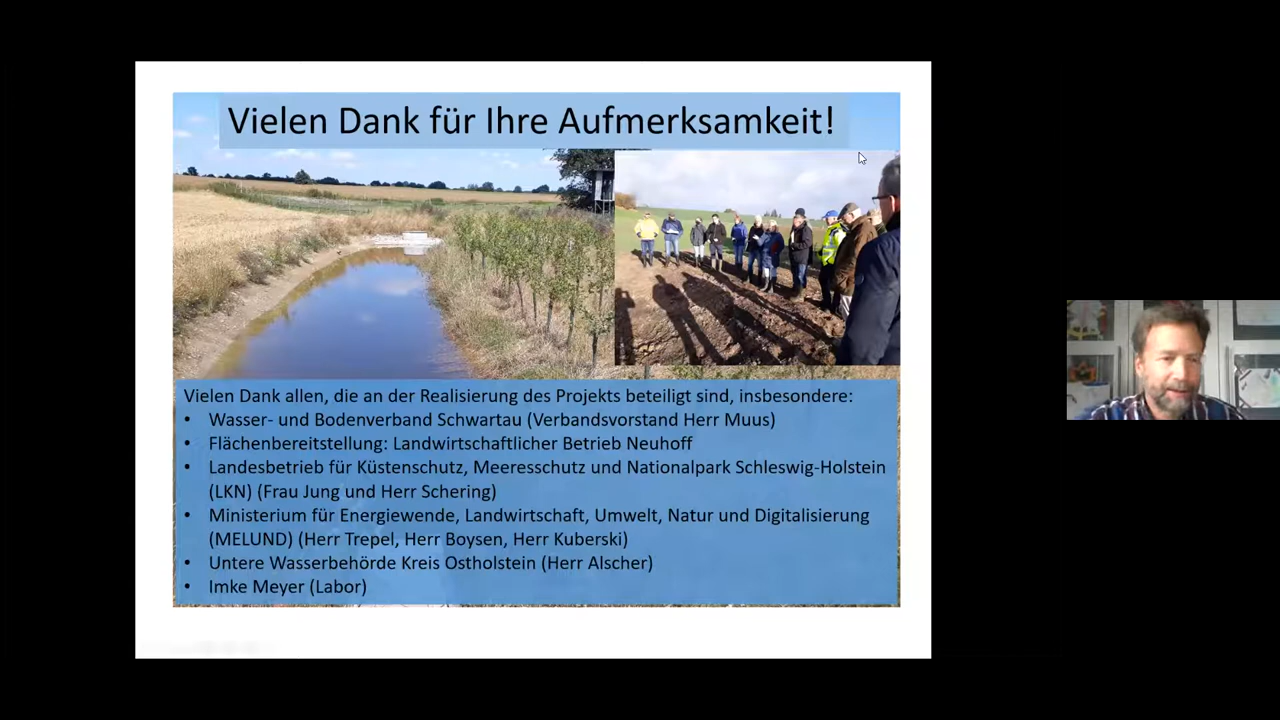 Vielen Dank für Ihre Aufmerksamkeit!
Vielen Dank allen, die an der Realisierung des Projekts beteiligt sind, insbesondere:
• Wasser- und Bodenverband Schwartau (Verbandsvorstand Herr Muus)
• Flächenbereitstellung: Landwirtschaftlicher Betrieb Neuhoff
• Landesbetrieb für Küstenschutz, Meeresschutz und Nationalpark Schleswig-Holstein
(LKN) (Frau Jung und Herr Schering)
• Ministerium für Energiewende, Landwirtschaft, Umwelt, Natur und Digitalisierung
(MELUND) (Herr Trepel, Herr Boysen, Herr Kuberski)
• Untere Wasserbehörde Kreis Ostholstein (Herr Alscher)
• Imke Meyer (Labor)